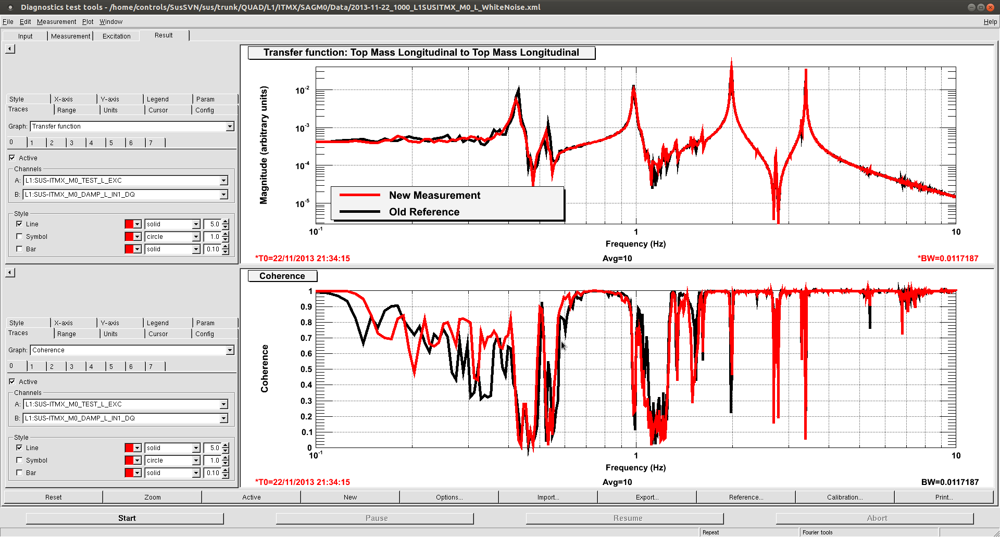 Diagnostics test tools - /home/controls/SusSVN/sus/trunk/QUAD/L1/ITMX/SAGM0/Data/2013-11-22_1000_L1SUSITMX_M0_L_WhiteNoise.xml
File Edit Measurement Plot Window Help
Input Measurement Excitation Result
Style X-axis Y-axis Legend Param
Traces Range Units Cursor Config
Graph: Transfer function
0 1 2 3 4 5 6 7
Active
Channels
A: L1:SUS-ITMX_M0_TEST_L_EXC
B: L1:SUS-ITMX_M0_DAMP_L_IN1_DQ
Style
Line solid 5.0
Symbol circle 1.0
Bar solid 0.10
Transfer function: Top Mass Longitudinal to Top Mass Longitudinal
Magnitude (arbitrary units)
10-2
10-3
10-4
10-5
New Measurement
Old Reference
10-1 1 10
Frequency (Hz)
*T0=22/11/2013 21:34:15 Avg=10 *BW=0.0117187
Style X-axis Y-axis Legend Param
Traces Range Units Cursor Config
Graph: Coherence
0 1 2 3 4 5 6 7
Active
Channels
A: L1:SUS-ITMX_M0_TEST_L_EXC
B: L1:SUS-ITMX_M0_DAMP_L_IN1_DQ
Style
Line solid 5.0
Symbol circle 1.0
Bar solid 0.10
Coherence
Coherence
1
0.9
0.8
0.7
0.6
0.5
0.4
0.3
0.2
0.1
0
10-1 1 10
Frequency (Hz)
*T0=22/11/2013 21:34:15 Avg=10 BW=0.0117187
Reset Zoom Active New Options... Import... Export... Reference... Calibration... Print...
Start Pause Resume Abort
Repeat Fourier tools